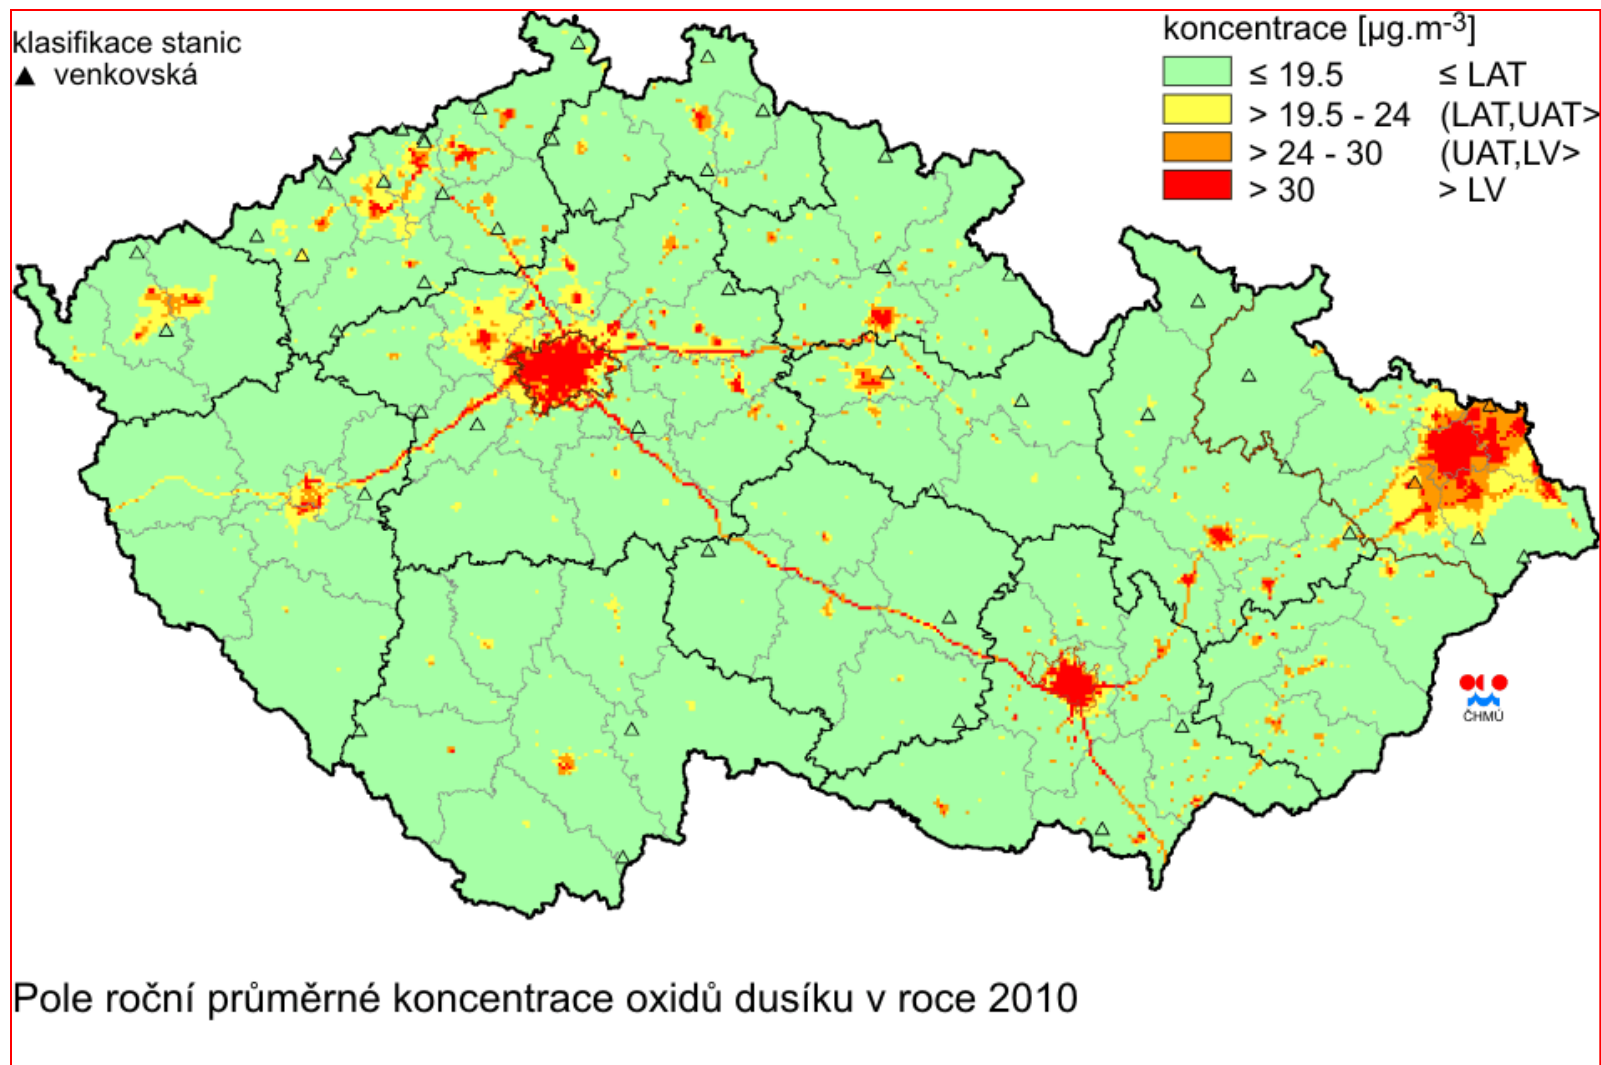 klasifikace stanic
▲ venkovská
koncentrace [µg.m-3]
≤ 19.5 ≤ LAT
> 19.5 - 24 (LAT,UAT>
> 24 - 30 (UAT,LV>
> 30 > LV
ČHMÚ
Pole roční průměrné koncentrace oxidů dusíku v roce 2010